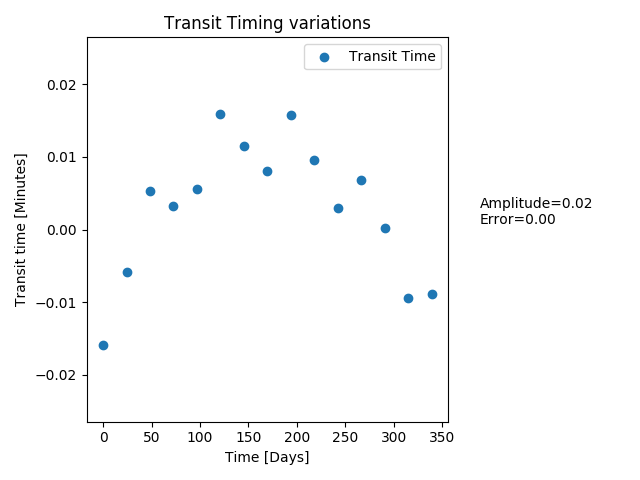 Transit Timing variations
Transit Time
Transit time [Minutes]
0.02
0.01
0.00
−0.01
−0.02
0 50 100 150 200 250 300 350
Time [Days]
Amplitude=0.02
Error=0.00